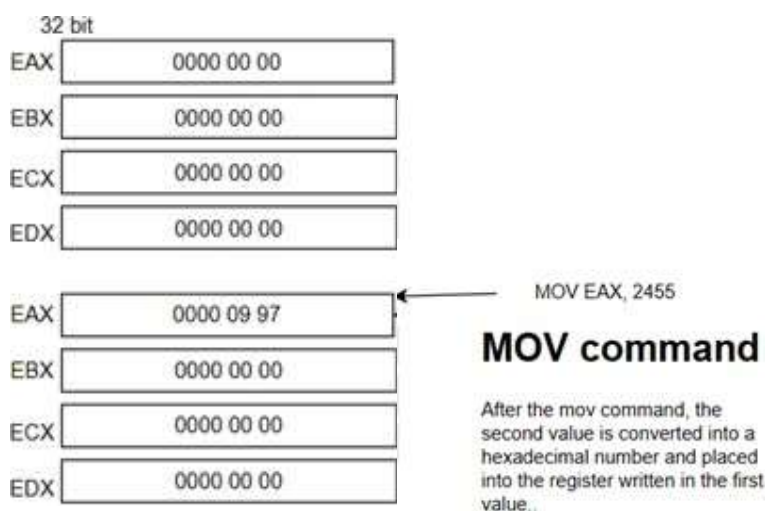 32 bit
EAX 0000 00 00
EBX 0000 00 00
ECX 0000 00 00
EDX 0000 00 00
MOV EAX, 2455
EAX 0000 09 97
EBX 0000 00 00
ECX 0000 00 00
EDX 0000 00 00
MOV command
After the mov command, the
second value is converted into a
hexadecimal number and placed
into the register written in the first
value..